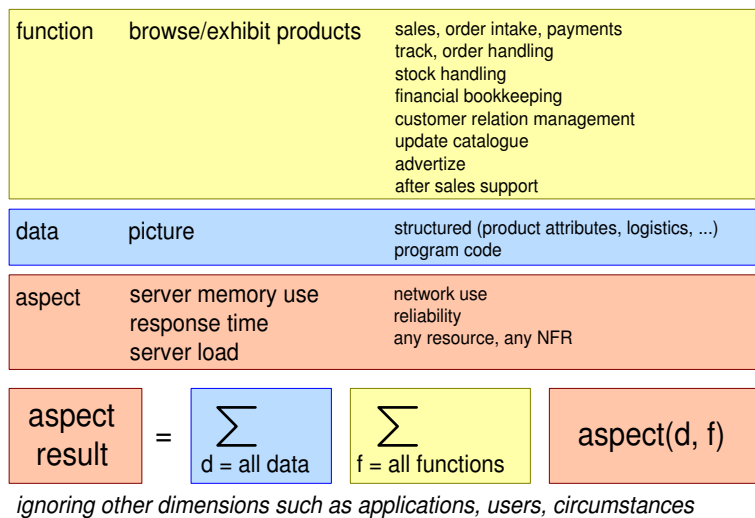 function browse/exhibit products sales, order intake, payments
track, order handling
stock handling
financial bookkeeping
customer relation management
update catalogue
advertize
after sales support
data picture structured (product attributes, logistics, ...)
program code
aspect server memory use network use
response time reliability
server load any resource, any NFR
aspect result = ∑ d = all data ∑ f = all functions aspect(d, f)
ignoring other dimensions such as applications, users, circumstances